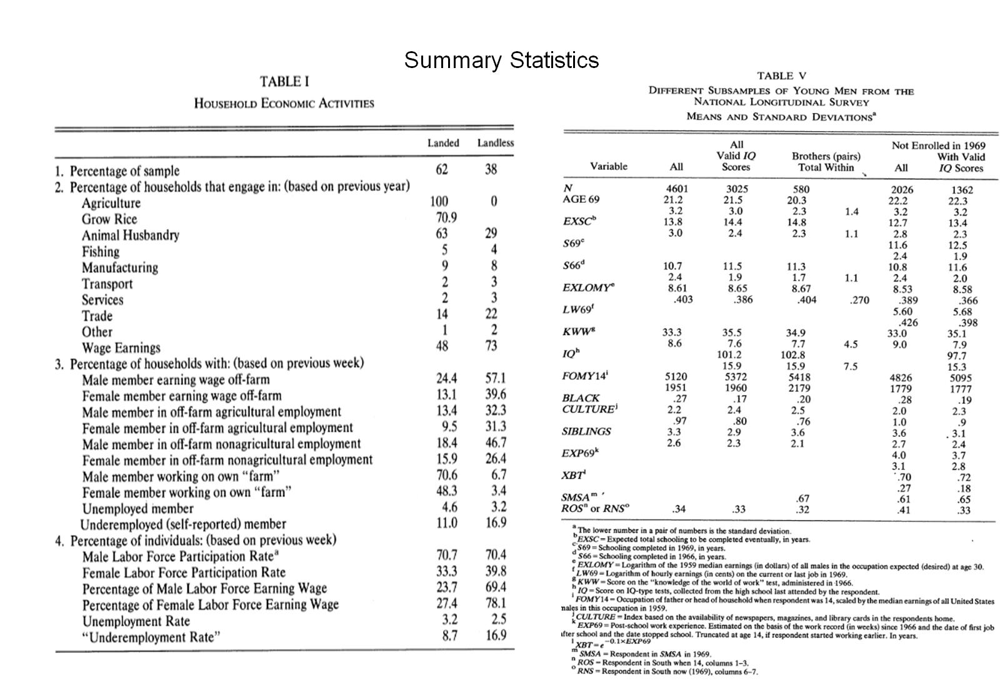 Summary Statistics
TABLE I
HOUSEHOLD ECONOMIC ACTIVITIES
Landed Landless
1. Percentage of sample 62 38
2. Percentage of households that engage in: (based on previous year)
Agriculture 100 0
Grow Rice 70.9
Animal Husbandry 63 29
Fishing 5 4
Manufacturing 9 8
Transport 2 3
Services 2 3
Trade 14 22
Other 1 2
Wage Earnings 48 73
3. Percentage of households with: (based on previous week)
Male member earning wage off-farm 24.4 57.1
Female member earning wage off-farm 13.1 39.6
Male member in off-farm agricultural employment 13.4 32.3
Female member in off-farm agricultural employment 9.5 31.3
Male member in off-farm nonagricultural employment 18.4 46.7
Female member in off-farm nonagricultural employment 15.9 26.4
Male member working on own “farm” 70.6 6.7
Female member working on own “farm” 48.3 3.4
Unemployed member 4.6 3.2
Underemployed (self-reported) member 11.0 16.9
4. Percentage of individuals: (based on previous week)
Male Labor Force Participation Rate^a 70.7 70.4
Female Labor Force Participation Rate 33.3 39.8
Percentage of Male Labor Force Earning Wage 23.7 69.4
Percentage of Female Labor Force Earning Wage 27.4 78.1
Unemployment Rate 3.2 2.5
“Underemployment Rate” 8.7 16.9
TABLE V
DIFFERENT SUBSAMPLES OF YOUNG MEN FROM THE
NATIONAL LONGITUDINAL SURVEY
MEANS AND STANDARD DEVIATIONS^a
All Not Enrolled in 1969
Valid IQ Brothers (pairs) With Valid
Variable All Scores Total Within All IQ Scores
N 4601 3025 580 2026 1362
AGE 69 21.2 21.5 20.3 22.2 22.3
3.2 3.0 2.3 1.4 3.2 3.2
EXSC^b 13.8 14.4 14.8 12.7 13.4
3.0 2.4 2.3 1.1 2.8 2.3
S69^c 11.6 12.5
2.4 1.9
S66^d 10.7 11.5 11.3 10.8 11.6
2.4 1.9 1.7 1.1 2.4 2.0
EXLOMY^e 8.61 8.65 8.67 8.53 8.58
.403 .386 .404 .270 .389 .366
LW69^f 5.60 5.68
.426 .398
KWW^g 33.3 35.5 34.9 33.0 35.1
8.6 7.6 7.7 4.5 9.0 7.9
IQ^h 101.2 102.8 97.7
15.9 15.9 7.5 15.3
FOMY14^i 5120 5372 5418 4826 5095
1951 1960 2179 1779 1777
BLACK .27 .17 .20 .28 .19
CULTURE^j 2.2 2.4 2.5 2.0 2.3
.97 .80 .76 1.0 .9
SIBLINGS 3.3 2.9 3.6 3.6 3.1
2.6 2.3 2.1 2.7 2.4
EXP69^k 4.0 3.7
3.1 2.8
XBT^l .70 .72
.27 .18
SMSA^m .67 .61 .65
ROS^n or RNS^o .34 .33 .32 .41 .33
^a The lower number in a pair of numbers is the standard deviation.
^b EXSC = Expected total schooling to be completed eventually, in years.
^c S69 = Schooling completed in 1969, in years.
^d S66 = Schooling completed in 1966, in years.
^e EXLOMY = Logarithm of the 1959 median earnings (in dollars) of all males in the occupation expected (desired) at age 30.
^f LW69 = Logarithm of hourly earnings (in cents) on the current or last job in 1969.
^g KWW = Score on the “knowledge of the world of work” test, administered in 1966.
^h IQ = Score on IQ-type tests, collected from the high school last attended by the respondent.
^i FOMY14 = Occupation of father or head of household when respondent was 14, scaled by the median earnings of all United States
nales in this occupation in 1959.
^j CULTURE = Index based on the availability of newspapers, magazines, and library cards in the respondents home.
^k EXP69 = Post-school work experience. Estimated on the basis of the work record (in weeks) since 1966 and the date of first job
ifter school and the date stopped school. Truncated at age 14, if respondent started working earlier. In years.
^l XBT = e^−0.1×EXP69
^m SMSA = Respondent in SMSA in 1969.
^n ROS = Respondent in South when 14, columns 1–3.
^o RNS = Respondent in South now (1969), columns 6–7.